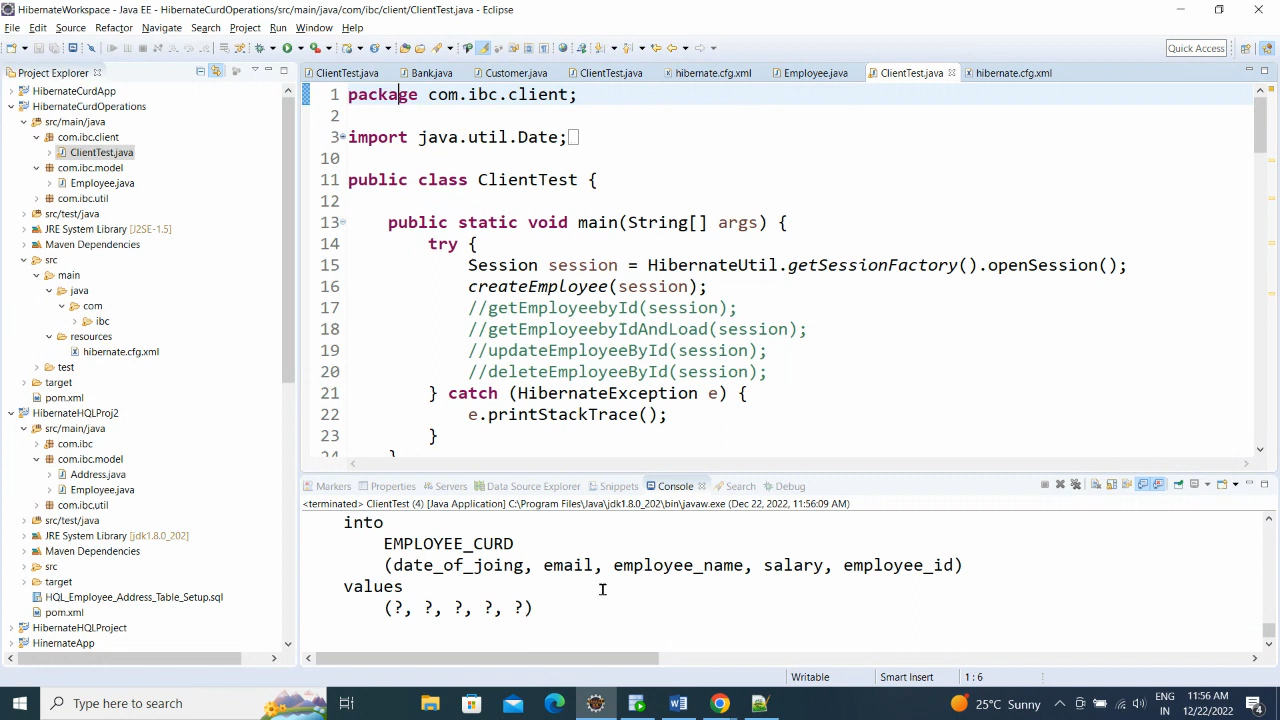 HibernateWorkspace - Java EE - HibernateCurdOperations/src/main/java/com/ibc/client/ClientTest.java - Eclipse
File Edit Source Refactor Navigate Search Project Run Window Help
Quick Access
Project Explorer
HibernateCurdApp
HibernateCurdOperations
src/main/java
com.ibc.client
ClientTest.java
com.ibc.model
Employee.java
com.ibc.util
src/test/java
JRE System Library [J2SE-1.5]
Maven Dependencies
src
main
java
com
ibc
resources
hibernate.cfg.xml
test
target
pom.xml
HibernateHQLProj2
src/main/java
com.ibc
com.ibc.model
Address.java
Employee.java
com.ibc.util
src/test/java
JRE System Library [jdk1.8.0_202]
Maven Dependencies
src
target
HQL_Employee_Address_Table_Setup.sql
pom.xml
HibernateHQLProject
HinernateApp
ClientTest.java Bank.java Customer.java ClientTest.java hibernate.cfg.xml Employee.java ClientTest.java hibernate.cfg.xml
1 package com.ibc.client;
2
3 import java.util.Date;
10
11 public class ClientTest {
12
13 public static void main(String[] args) {
14 try {
15 Session session = HibernateUtil.getSessionFactory().openSession();
16 createEmployee(session);
17 //getEmployeebyId(session);
18 //getEmployeebyIdAndLoad(session);
19 //updateEmployeeById(session);
20 //deleteEmployeeById(session);
21 } catch (HibernateException e) {
22 e.printStackTrace();
23 }
24 }
Markers Properties Servers Data Source Explorer Snippets Console Search Debug
<terminated> ClientTest (4) [Java Application] C:\Program Files\Java\jdk1.8.0_202\bin\javaw.exe (Dec 22, 2022, 11:56:09 AM)
into
EMPLOYEE_CURD
(date_of_joing, email, employee_name, salary, employee_id)
values
(?, ?, ?, ?, ?)
Writable Smart Insert 1 : 6
Type here to search
25°C Sunny
ENG
IN
11:56 AM
12/22/2022
4